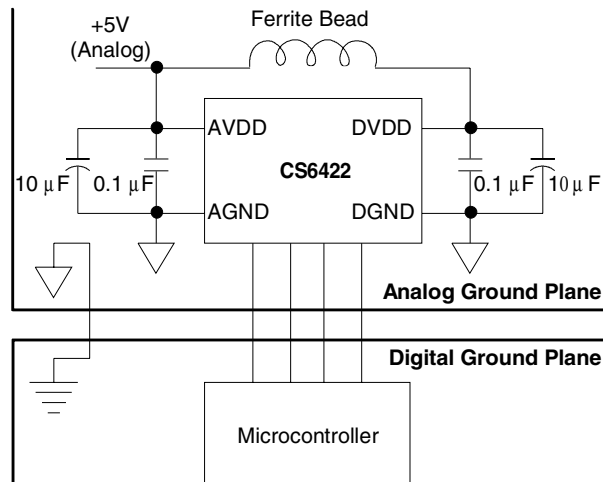 Ferrite Bead
+5V
(Analog)
AVDD DVDD
CS6422
10 μF 0.1 μF 0.1 μF 10 μF
AGND DGND
Analog Ground Plane
Digital Ground Plane
Microcontroller